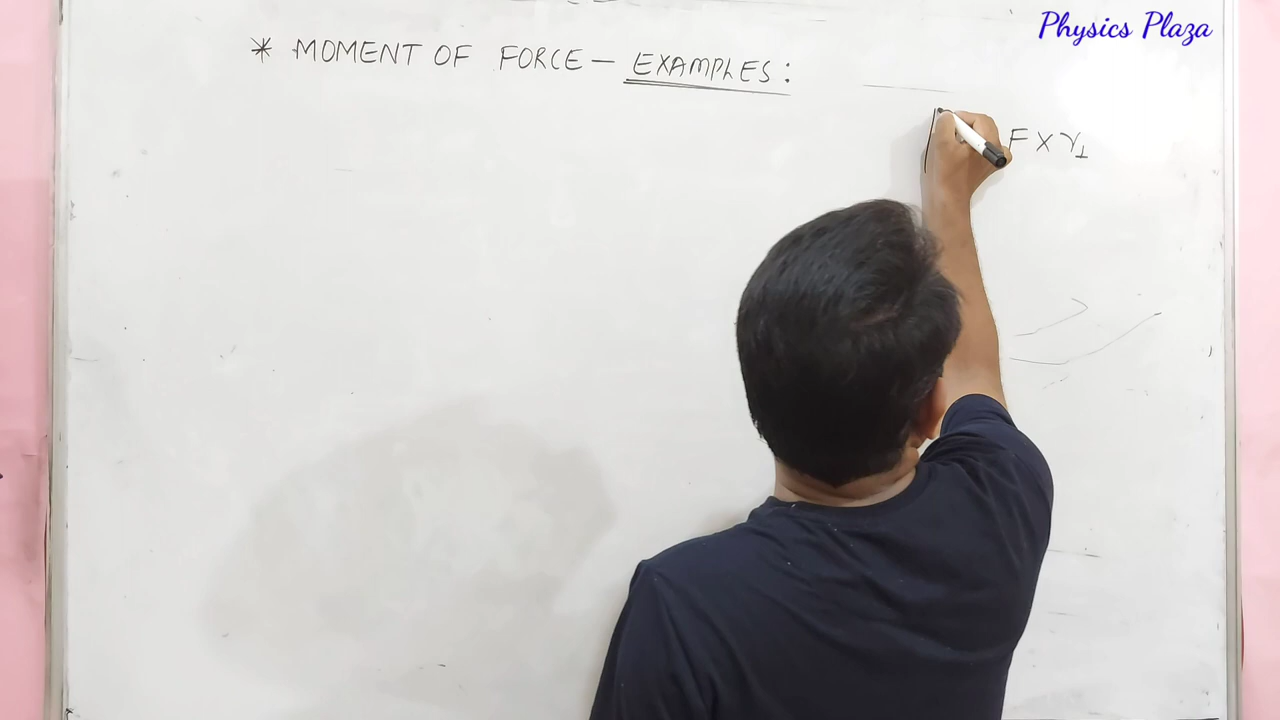 Physics Plaza
* MOMENT OF FORCE — EXAMPLES :
F × r⊥